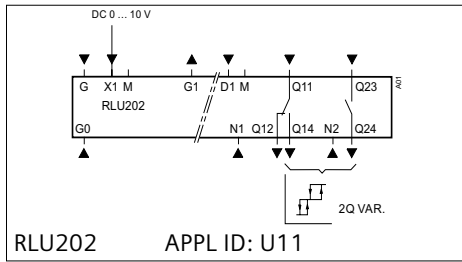 DC 0 ... 10 V
G X1 M G1 D1 M Q11 Q23
RLU202
A01
G0 N1 Q12 Q14 N2 Q24
2Q VAR.
RLU202 APPL ID: U11